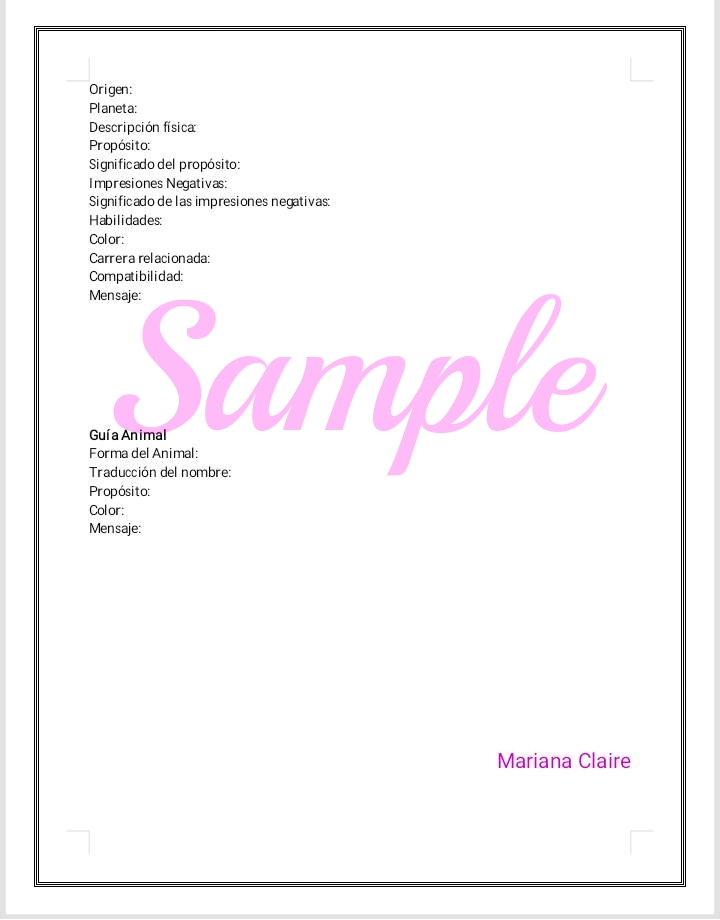 Origen:
Planeta:
Descripción física:
Propósito:
Significado del propósito:
Impresiones Negativas:
Significado de las impresiones negativas:
Habilidades:
Color:
Carrera relacionada:
Compatibilidad:
Mensaje:
Sample
Guía Animal
Forma del Animal:
Traducción del nombre:
Propósito:
Color:
Mensaje:
Mariana Claire